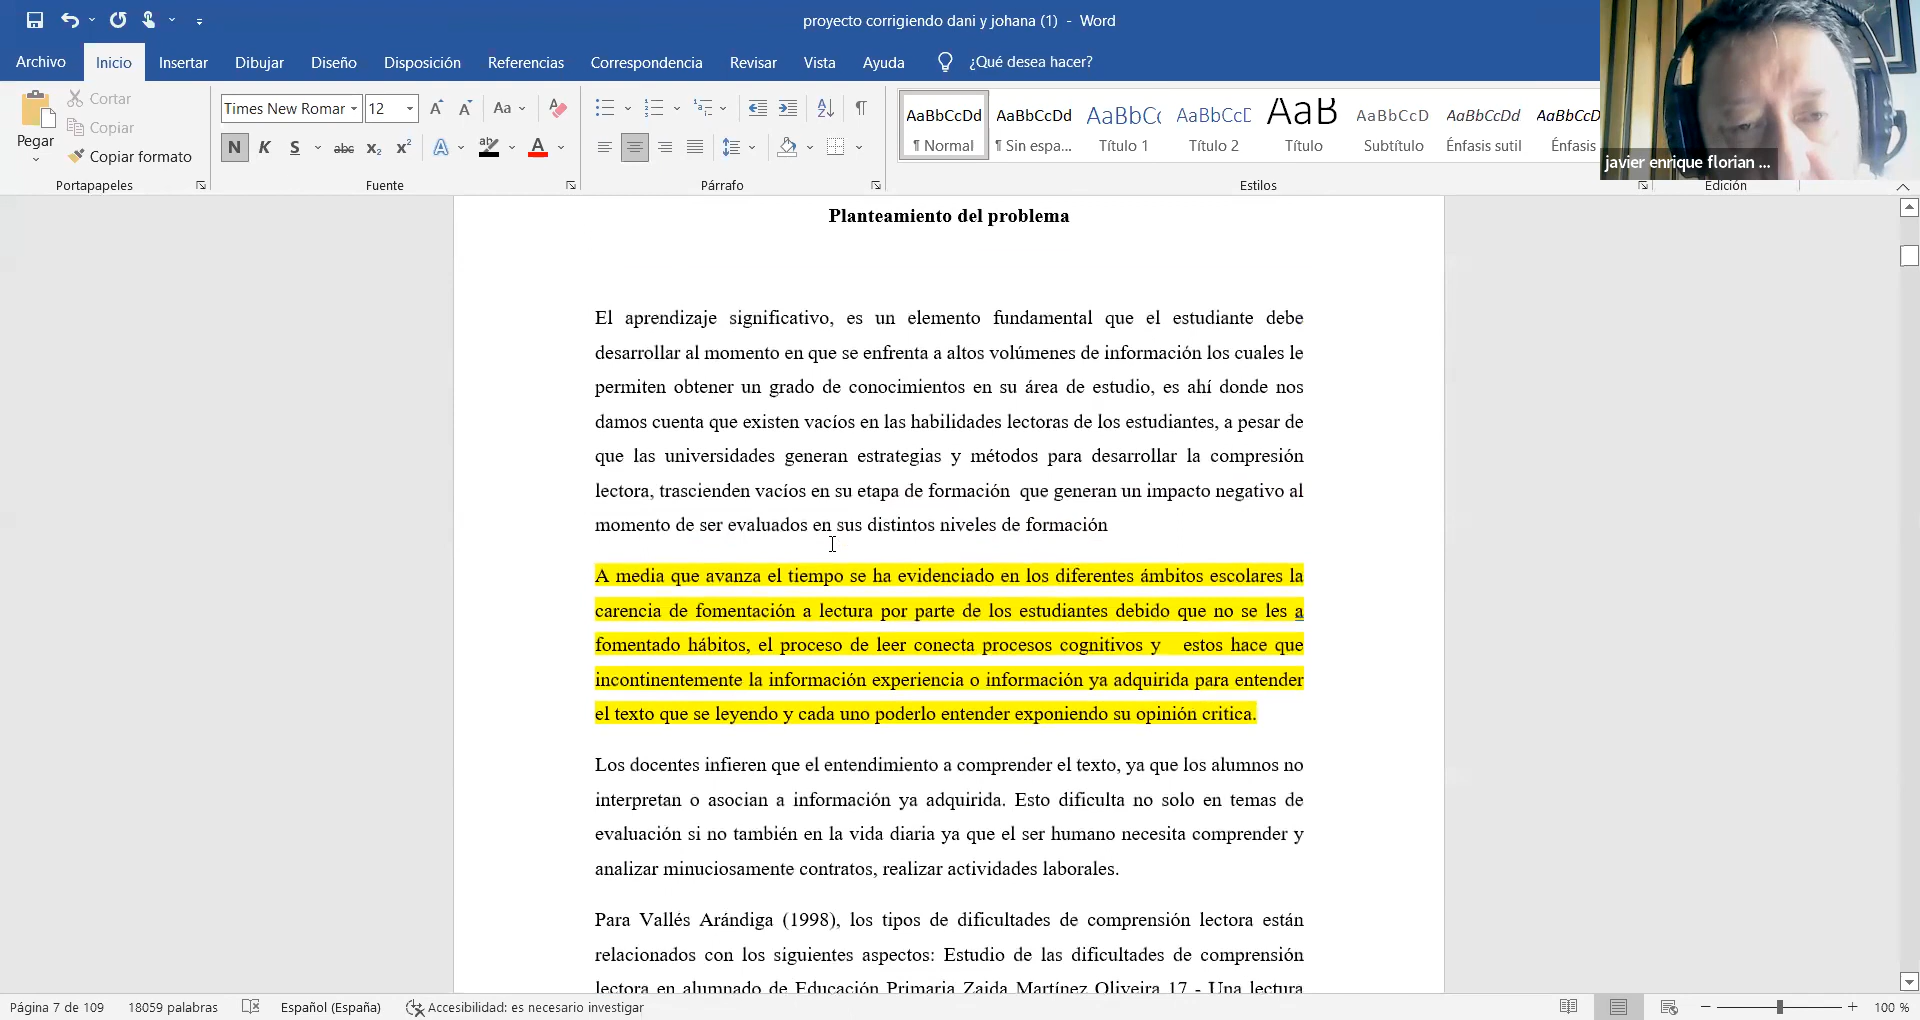 proyecto corrigiendo dani y johana (1) - Word
Archivo Inicio Insertar Dibujar Diseño Disposición Referencias Correspondencia Revisar Vista Ayuda ¿Qué desea hacer?
Pegar
Cortar
Copiar
Copiar formato
Portapapeles
Times New Romar 12 Aa
N K S abc x₂ x² A ab A
Fuente
Párrafo
AaBbCcDd AaBbCcDd AaBbCc AaBbCcD AaB AaBbCcD AaBbCcDd AaBbCcDc
¶ Normal ¶ Sin espa... Título 1 Título 2 Título Subtítulo Énfasis sutil Énfasis
Estilos
Edición
javier enrique florian ...
Planteamiento del problema
El aprendizaje significativo, es un elemento fundamental que el estudiante debe
desarrollar al momento en que se enfrenta a altos volúmenes de información los cuales le
permiten obtener un grado de conocimientos en su área de estudio, es ahí donde nos
damos cuenta que existen vacíos en las habilidades lectoras de los estudiantes, a pesar de
que las universidades generan estrategias y métodos para desarrollar la compresión
lectora, trascienden vacíos en su etapa de formación que generan un impacto negativo al
momento de ser evaluados en sus distintos niveles de formación
A media que avanza el tiempo se ha evidenciado en los diferentes ámbitos escolares la
carencia de fomentación a lectura por parte de los estudiantes debido que no se les a
fomentado hábitos, el proceso de leer conecta procesos cognitivos y estos hace que
incontinentemente la información experiencia o información ya adquirida para entender
el texto que se leyendo y cada uno poderlo entender exponiendo su opinión critica.
Los docentes infieren que el entendimiento a comprender el texto, ya que los alumnos no
interpretan o asocian a información ya adquirida. Esto dificulta no solo en temas de
evaluación si no también en la vida diaria ya que el ser humano necesita comprender y
analizar minuciosamente contratos, realizar actividades laborales.
Para Vallés Arándiga (1998), los tipos de dificultades de comprensión lectora están
relacionados con los siguientes aspectos: Estudio de las dificultades de comprensión
lectora en alumnado de Educación Primaria Zaida Martínez Oliveira 17 - Una lectura
Página 7 de 109 18059 palabras Español (España) Accesibilidad: es necesario investigar 100 %